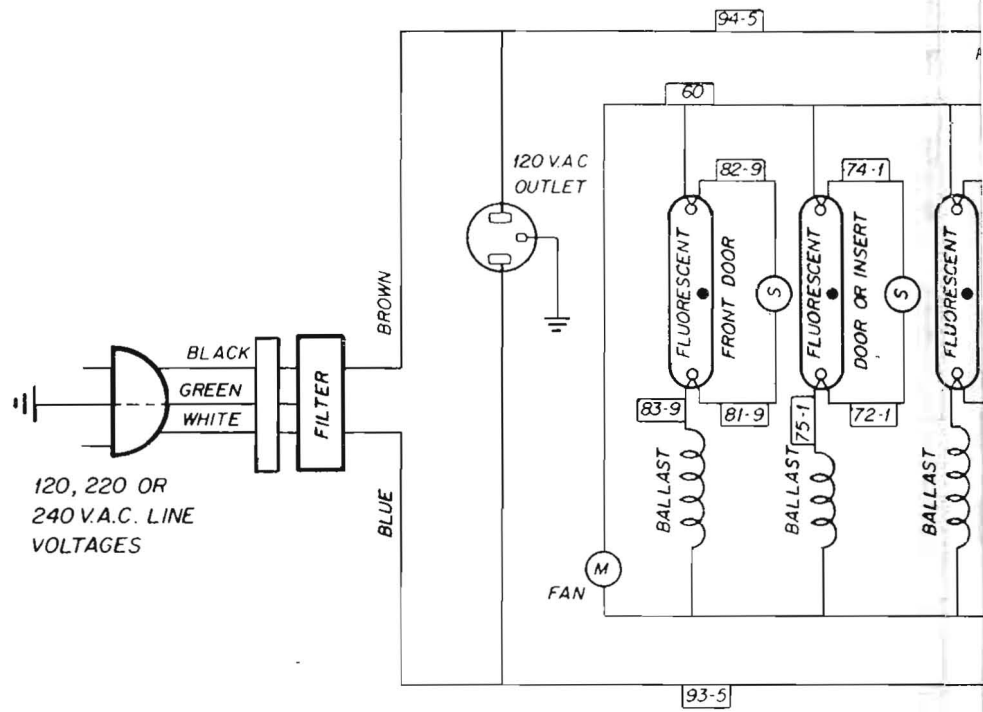 94-5
60
120 V.A.C
OUTLET
82-9
74-1
FLUORESCENT
FRONT DOOR
S
FLUORESCENT
DOOR OR INSERT
S
FLUORESCENT
BROWN
BLACK
GREEN
WHITE
FILTER
83-9
81-9
75-1
72-1
BALLAST
BALLAST
BALLAST
120, 220 OR
240 V.A.C. LINE
VOLTAGES
BLUE
FAN
M
93-5